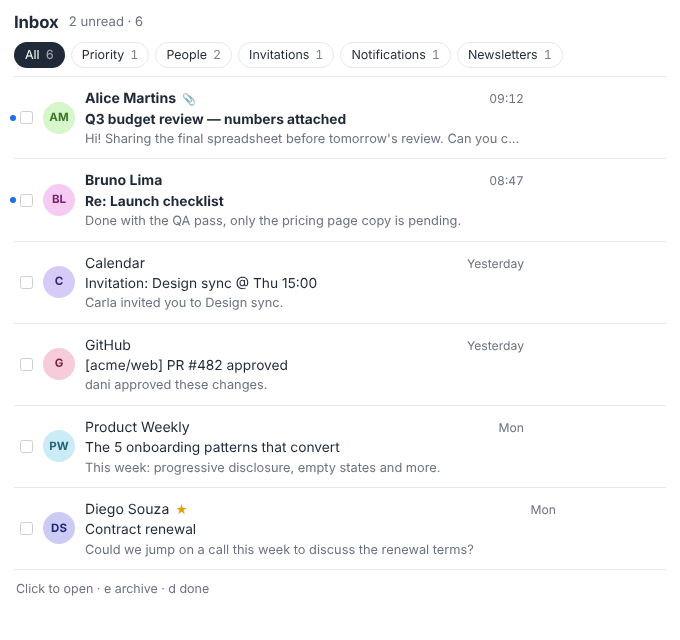 Inbox 2 unread · 6
All 6 Priority 1 People 2 Invitations 1 Notifications 1 Newsletters 1
AM Alice Martins 09:12
Q3 budget review — numbers attached
Hi! Sharing the final spreadsheet before tomorrow's review. Can you c…
BL Bruno Lima 08:47
Re: Launch checklist
Done with the QA pass, only the pricing page copy is pending.
C Calendar Yesterday
Invitation: Design sync @ Thu 15:00
Carla invited you to Design sync.
G GitHub Yesterday
[acme/web] PR #482 approved
dani approved these changes.
PW Product Weekly Mon
The 5 onboarding patterns that convert
This week: progressive disclosure, empty states and more.
DS Diego Souza ★ Mon
Contract renewal
Could we jump on a call this week to discuss the renewal terms?
Click to open · e archive · d done